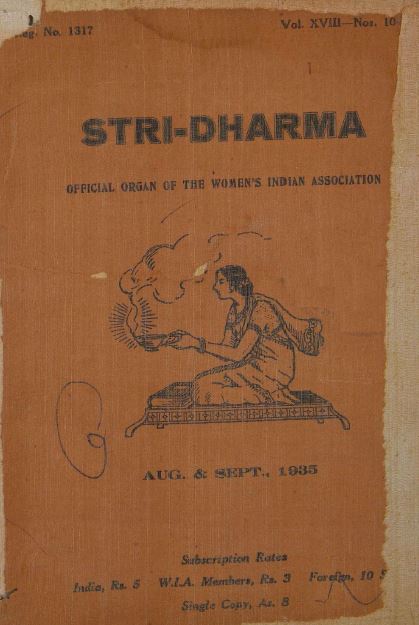 Reg. No. 1317
Vol. XVIII—Nos. 10
STRI-DHARMA
OFFICIAL ORGAN OF THE WOMEN'S INDIAN ASSOCIATION
AUG. & SEPT., 1935
Subscription Rates
India, Rs. 5 W.I.A. Members, Rs. 3 Foreign, 10 S
Single Copy, As. 8